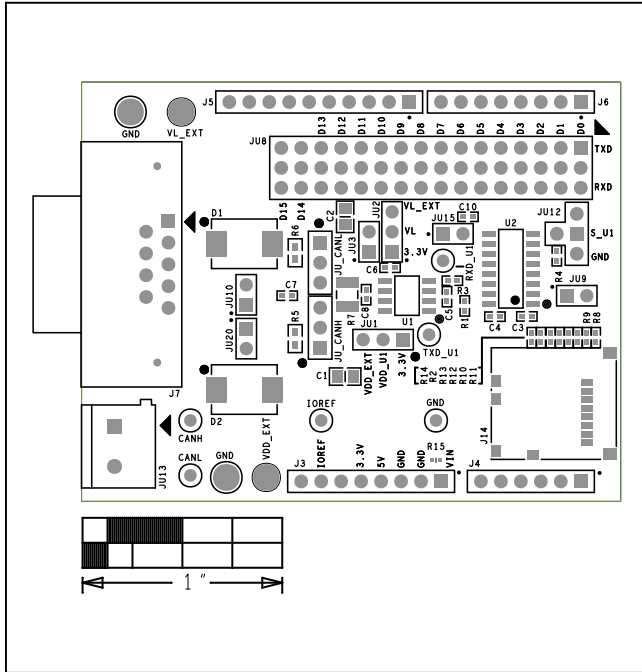 J5
J6
GND
VL_EXT
D13
D12
D11
D10
D9
D8
D7
D6
D5
D4
D3
D2
D1
D0
JU8
TXD
RXD
D15
D14
D1
R6
C2
JU_CANL
JU3
JU2
VL_EXT
VL
3.3V
C10
JU15
RXD_U1
U2
JU12
S_U1
GND
R4
JU9
C6
C7
JU10
JU20
R5
JU_CANH
R7
C8
U1
C5
R3
R1
C4
C3
R9
R8
JU1
VDD_EXT
VDD_U1
3.3V
TXD_U1
R14
R2
R13
R12
R10
R11
J7
C1
D2
J14
CANH
CANL
JU13
GND
VDD_EXT
IOREF
GND
J3
IOREF
3.3V
5V
GND
GND
VIN
R15
J4
1 "